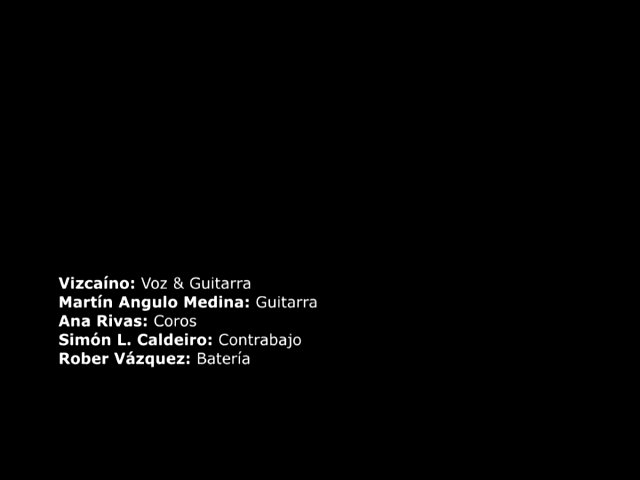 Vizcaíno: Voz & Guitarra
Martín Angulo Medina: Guitarra
Ana Rivas: Coros
Simón L. Caldeiro: Contrabajo
Rober Vázquez: Batería